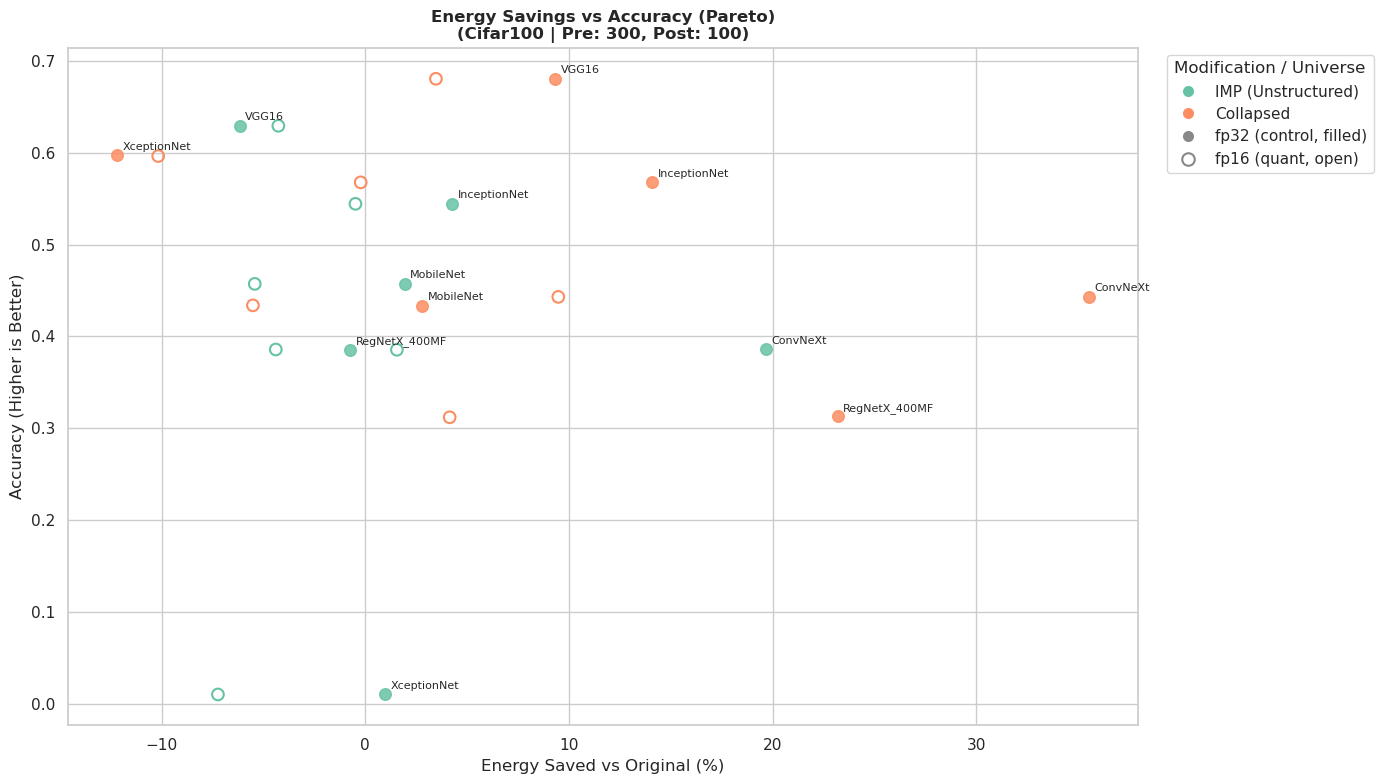 Energy Savings vs Accuracy (Pareto)
(Cifar100 | Pre: 300, Post: 100)
Modification / Universe
IMP (Unstructured)
Collapsed
fp32 (control, filled)
fp16 (quant, open)
Accuracy (Higher is Better)
0.7
0.6
0.5
0.4
0.3
0.2
0.1
0.0
VGG16
VGG16
XceptionNet
InceptionNet
InceptionNet
MobileNet
MobileNet
ConvNeXt
RegNetX_400MF
ConvNeXt
RegNetX_400MF
XceptionNet
−10
0
10
20
30
Energy Saved vs Original (%)